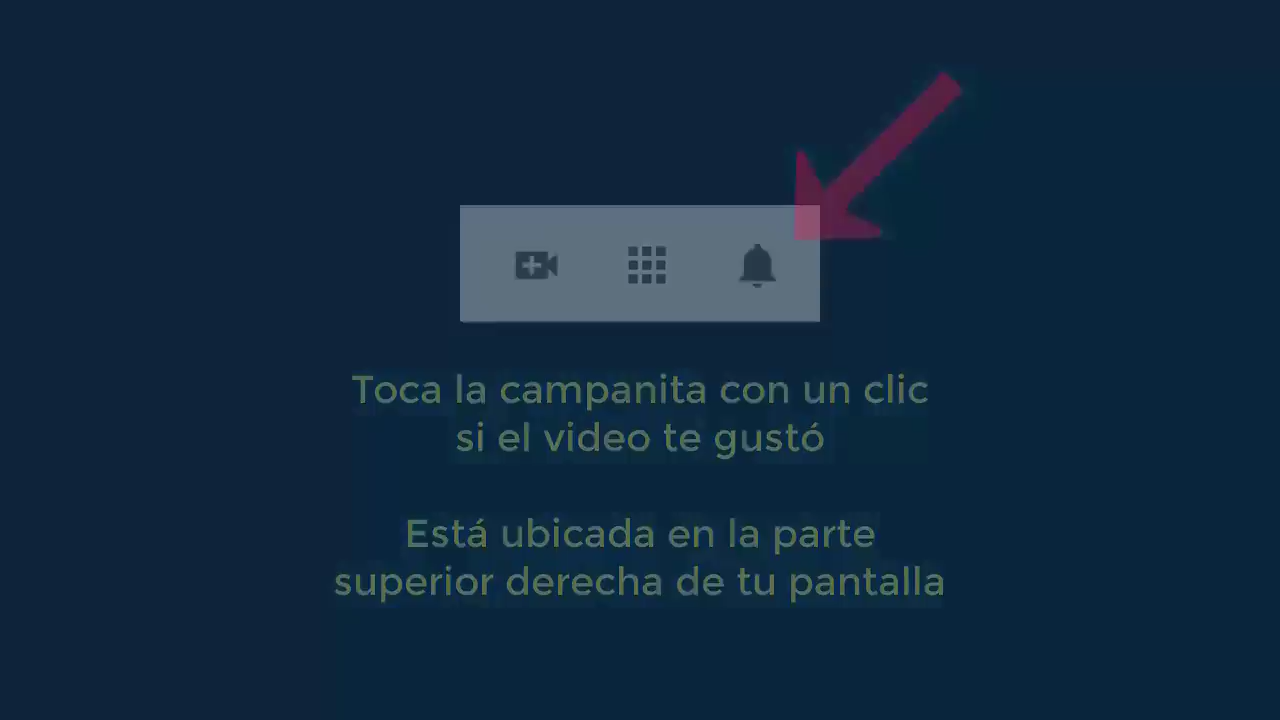 Toca la campanita con un clic
si el video te gustó
Está ubicada en la parte
superior derecha de tu pantalla